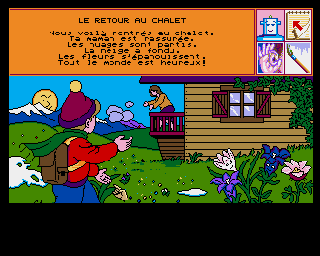 LE RETOUR AU CHALET
Nous voilà rentrés au chalet.
Ta maman est rassurée.
Les nuages sont partis.
La neige a fondu.
Les fleurs s'épanouissent.
Tout le monde est heureux!